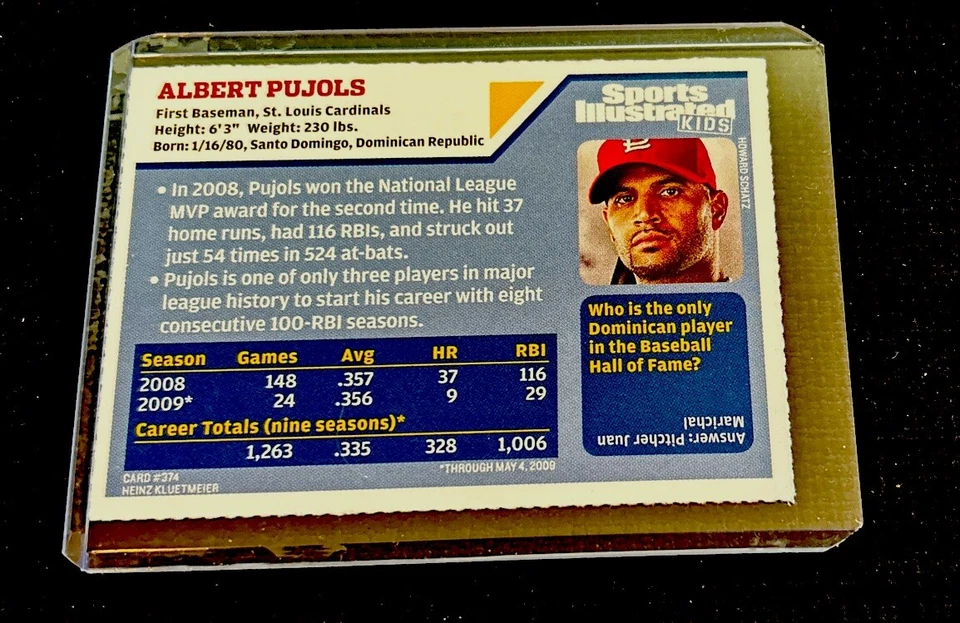 ALBERT PUJOLS
First Baseman, St. Louis Cardinals
Height: 6'3" Weight: 230 lbs.
Born: 1/16/80, Santo Domingo, Dominican Republic
Sports
Illustrated
KIDS
HOWARD SCHATZ
• In 2008, Pujols won the National League
MVP award for the second time. He hit 37
home runs, had 116 RBIs, and struck out
just 54 times in 524 at-bats.
• Pujols is one of only three players in major
league history to start his career with eight
consecutive 100-RBI seasons.
Who is the only
Dominican player
in the Baseball
Hall of Fame?
Answer: Pitcher Juan
Marichal
Season Games Avg HR RBI
2008 148 .357 37 116
2009* 24 .356 9 29
Career Totals (nine seasons)*
1,263 .335 328 1,006
*THROUGH MAY 4, 2009
CARD #374
HEINZ KLUETMEIER